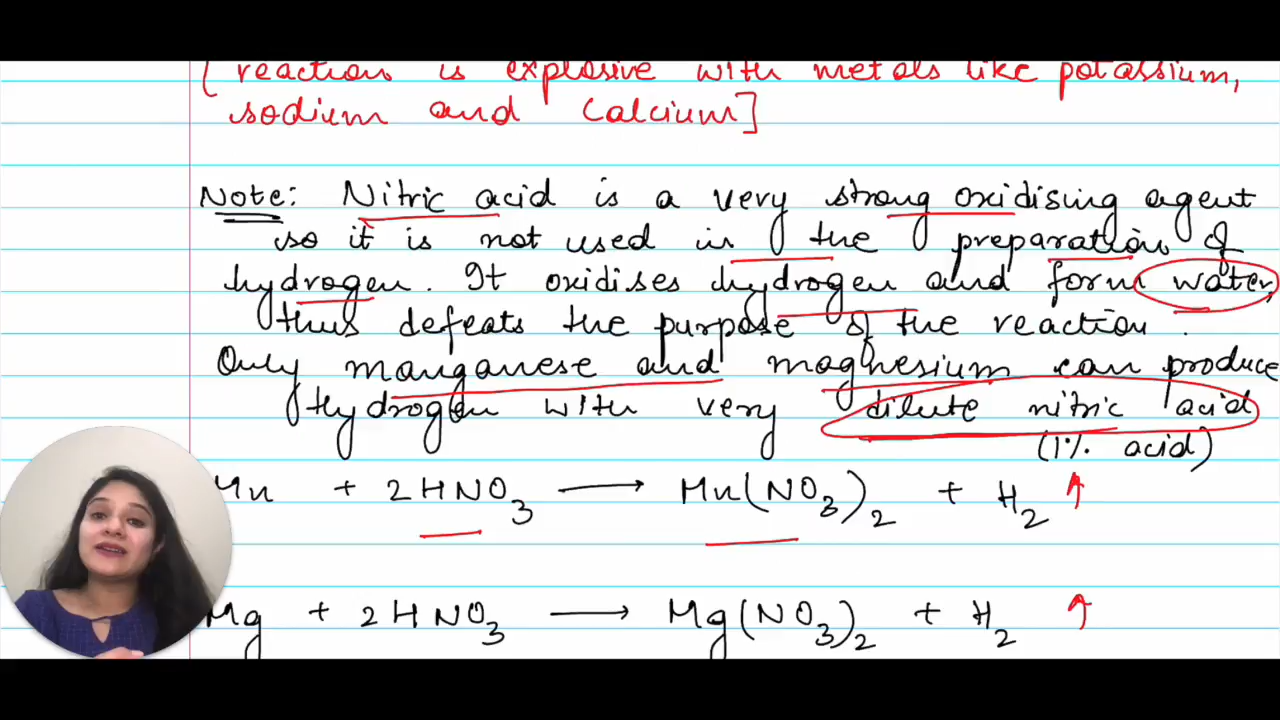 [reaction is explosive with metals like potassium,
sodium and calcium]
Note: Nitric acid is a very strong oxidising agent
so it is not used in the preparation of
hydrogen. It oxidises hydrogen and form water,
thus defeats the purpose of the reaction.
Only manganese and magnesium can produce
Hydrogen with very dilute nitric acid
(1% acid)
Mn + 2HNO3 ⟶ Mn(NO3)2 + H2 ↑
Mg + 2HNO3 ⟶ Mg(NO3)2 + H2 ↑